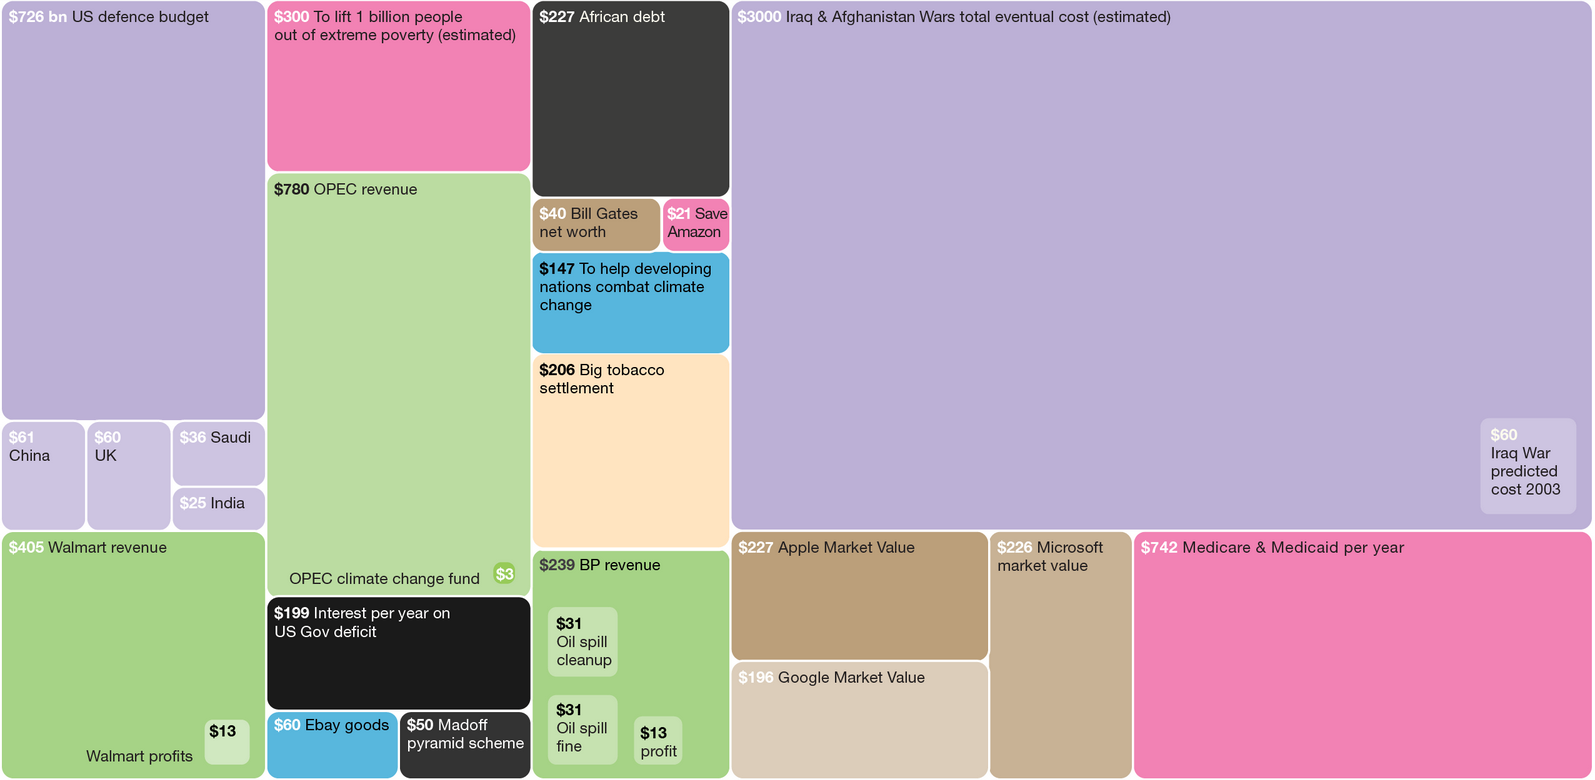 $726 bn US defence budget
$61
China
$60
UK
$36 Saudi
$25 India
$405 Walmart revenue
$13
Walmart profits
$300 To lift 1 billion people
out of extreme poverty (estimated)
$780 OPEC revenue
OPEC climate change fund $3
$199 Interest per year on
US Gov deficit
$60 Ebay goods
$50 Madoff
pyramid scheme
$227 African debt
$40 Bill Gates
net worth
$21 Save
Amazon
$147 To help developing
nations combat climate
change
$206 Big tobacco
settlement
$239 BP revenue
$31
Oil spill
cleanup
$31
Oil spill
fine
$13
profit
$3000 Iraq & Afghanistan Wars total eventual cost (estimated)
$60
Iraq War
predicted
cost 2003
$227 Apple Market Value
$196 Google Market Value
$226 Microsoft
market value
$742 Medicare & Medicaid per year